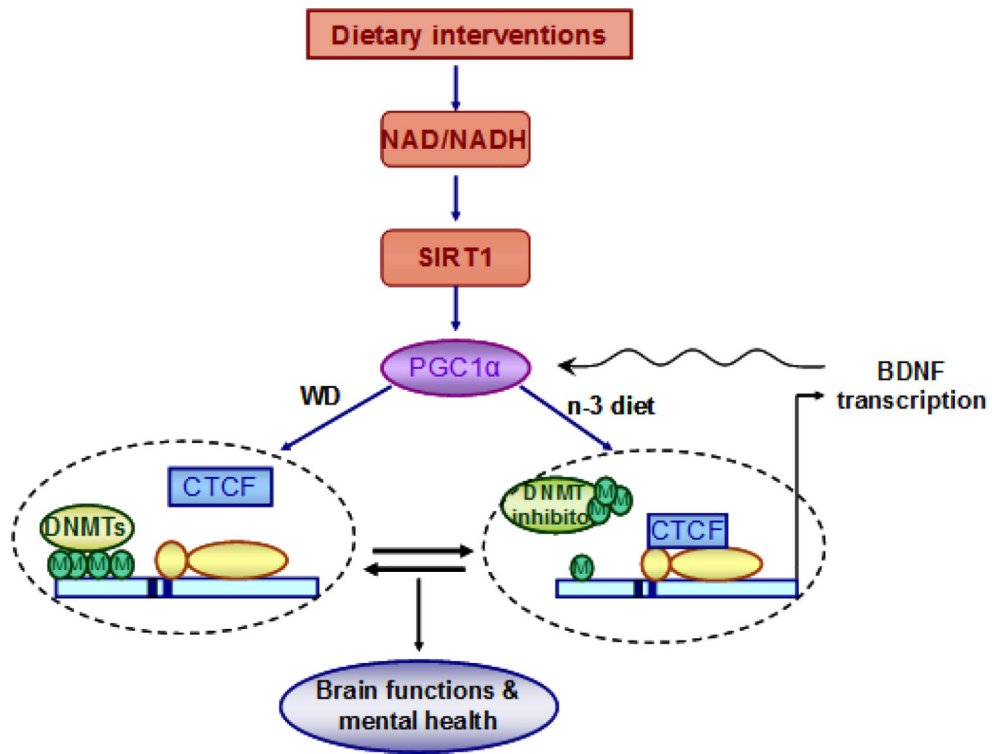 Dietary interventions
NAD/NADH
SIRT1
PGC1α
WD
n-3 diet
BDNF
transcription
CTCF
DNMTs
M M M M
DNMT
inhibito
M
M
M
CTCF
M
Brain functions &
mental health